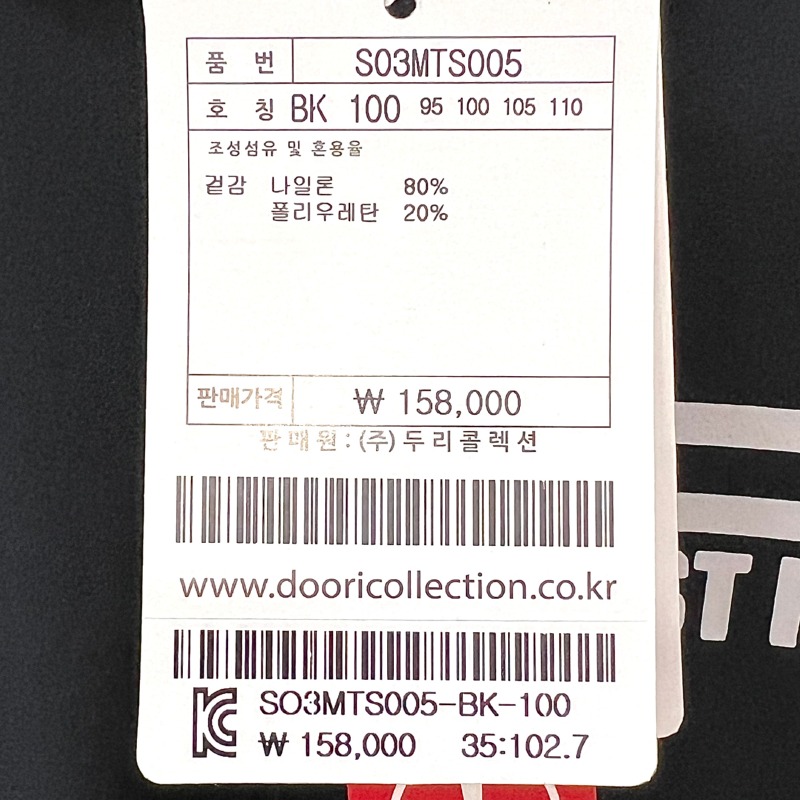 품 번 SO3MTS005
호 칭 BK 100 95 100 105 110
조성섬유 및 혼용율
겉감 나일론 80%
폴리우레탄 20%
판매가격 ₩ 158,000
판매원 : (주)두리콜렉션
www.dooricollection.co.kr
SO3MTS005-BK-100
₩ 158,000 35:102.7